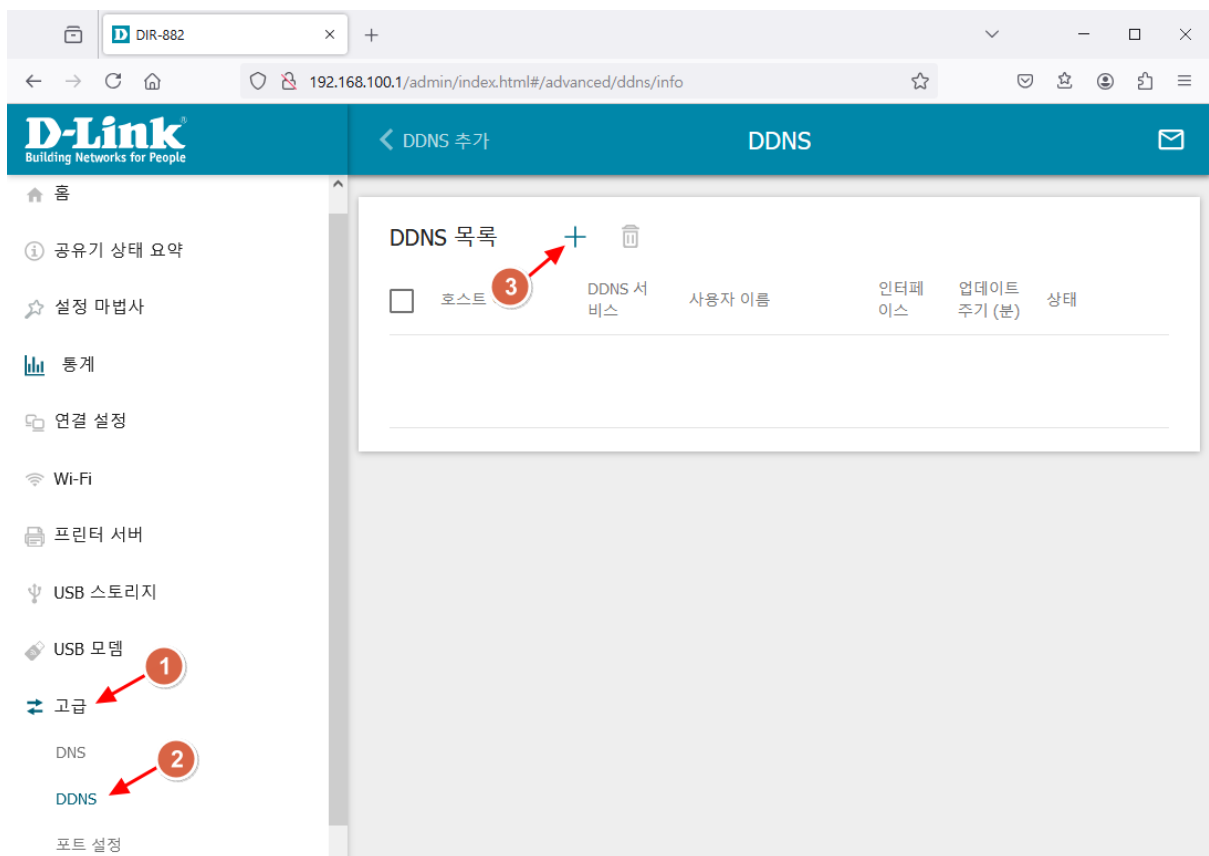 DIR-882
192.168.100.1/admin/index.html#/advanced/ddns/info
D-Link
Building Networks for People
DDNS 추가
DDNS
홈
공유기 상태 요약
설정 마법사
통계
연결 설정
Wi-Fi
프린터 서버
USB 스토리지
USB 모뎀
1
고급
DNS
2
DDNS
포트 설정
DDNS 목록
3
호스트
DDNS 서
비스
사용자 이름
인터페
이스
업데이트
주기 (분)
상태